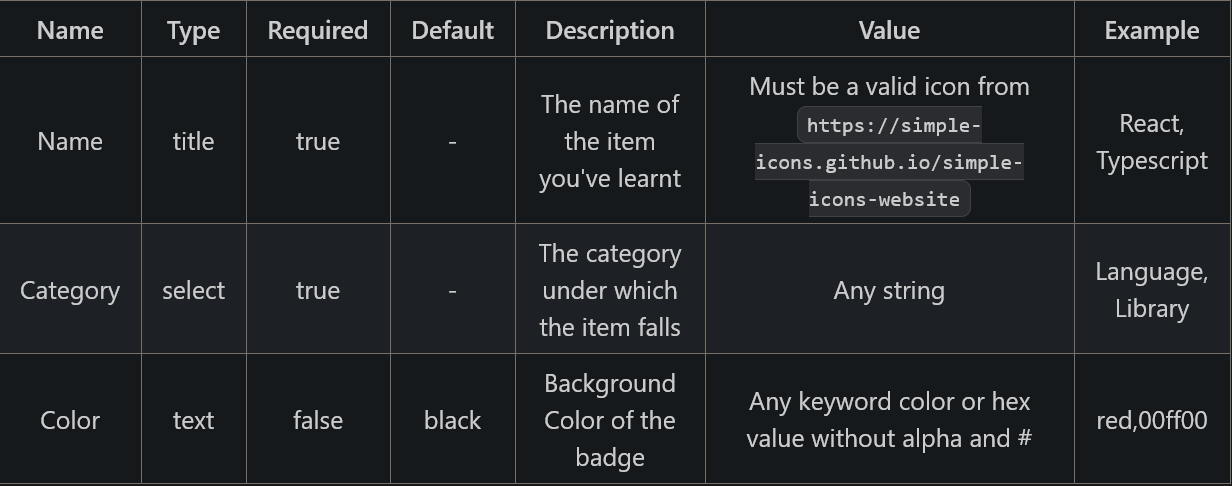 Name Type Required Default Description Value Example
Name title true - The name of the item you've learnt Must be a valid icon from https://simple-icons.github.io/simple-icons-website React, Typescript
Category select true - The category under which the item falls Any string Language, Library
Color text false black Background Color of the badge Any keyword color or hex value without alpha and # red,00ff00